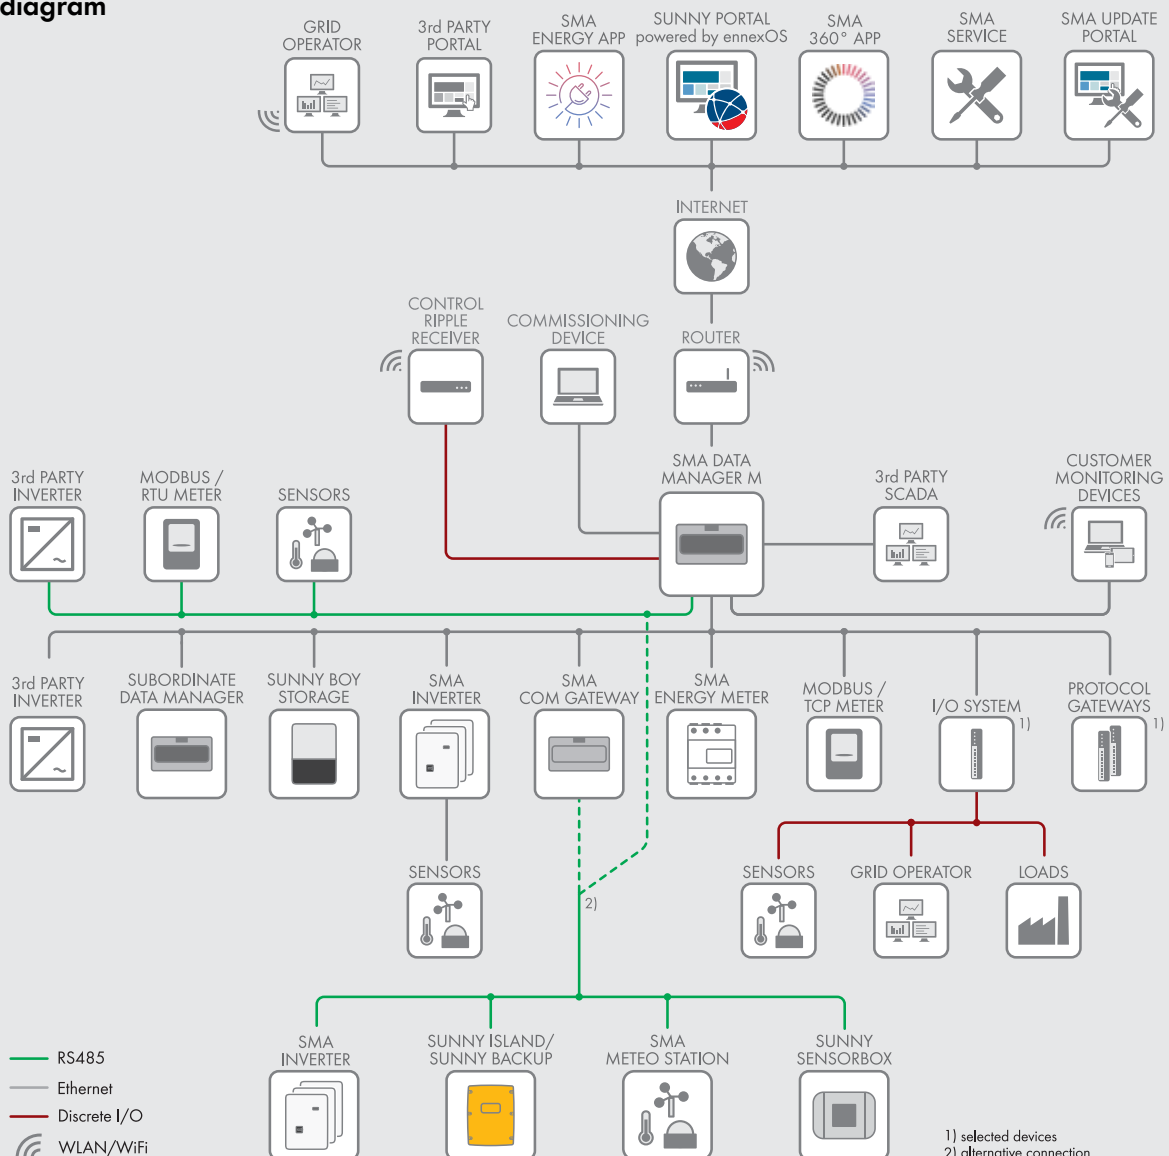 diagram
GRID
OPERATOR
3rd PARTY
PORTAL
SMA
ENERGY APP
SUNNY PORTAL
powered by ennexOS
SMA
360° APP
SMA
SERVICE
SMA UPDATE
PORTAL
INTERNET
CONTROL
RIPPLE
RECEIVER
COMMISSIONING
DEVICE
ROUTER
3rd PARTY
INVERTER
MODBUS /
RTU METER
SENSORS
SMA DATA
MANAGER M
3rd PARTY
SCADA
CUSTOMER
MONITORING
DEVICES
3rd PARTY
INVERTER
SUBORDINATE
DATA MANAGER
SUNNY BOY
STORAGE
SMA
INVERTER
SMA
COM GATEWAY
SMA
ENERGY METER
MODBUS /
TCP METER
I/O SYSTEM
1)
PROTOCOL
GATEWAYS
1)
SENSORS
2)
SENSORS
GRID OPERATOR
LOADS
SMA
INVERTER
SUNNY ISLAND/
SUNNY BACKUP
SMA
METEO STATION
SUNNY
SENSORBOX
RS485
Ethernet
Discrete I/O
WLAN/WiFi
1) selected devices
2) alternative connection